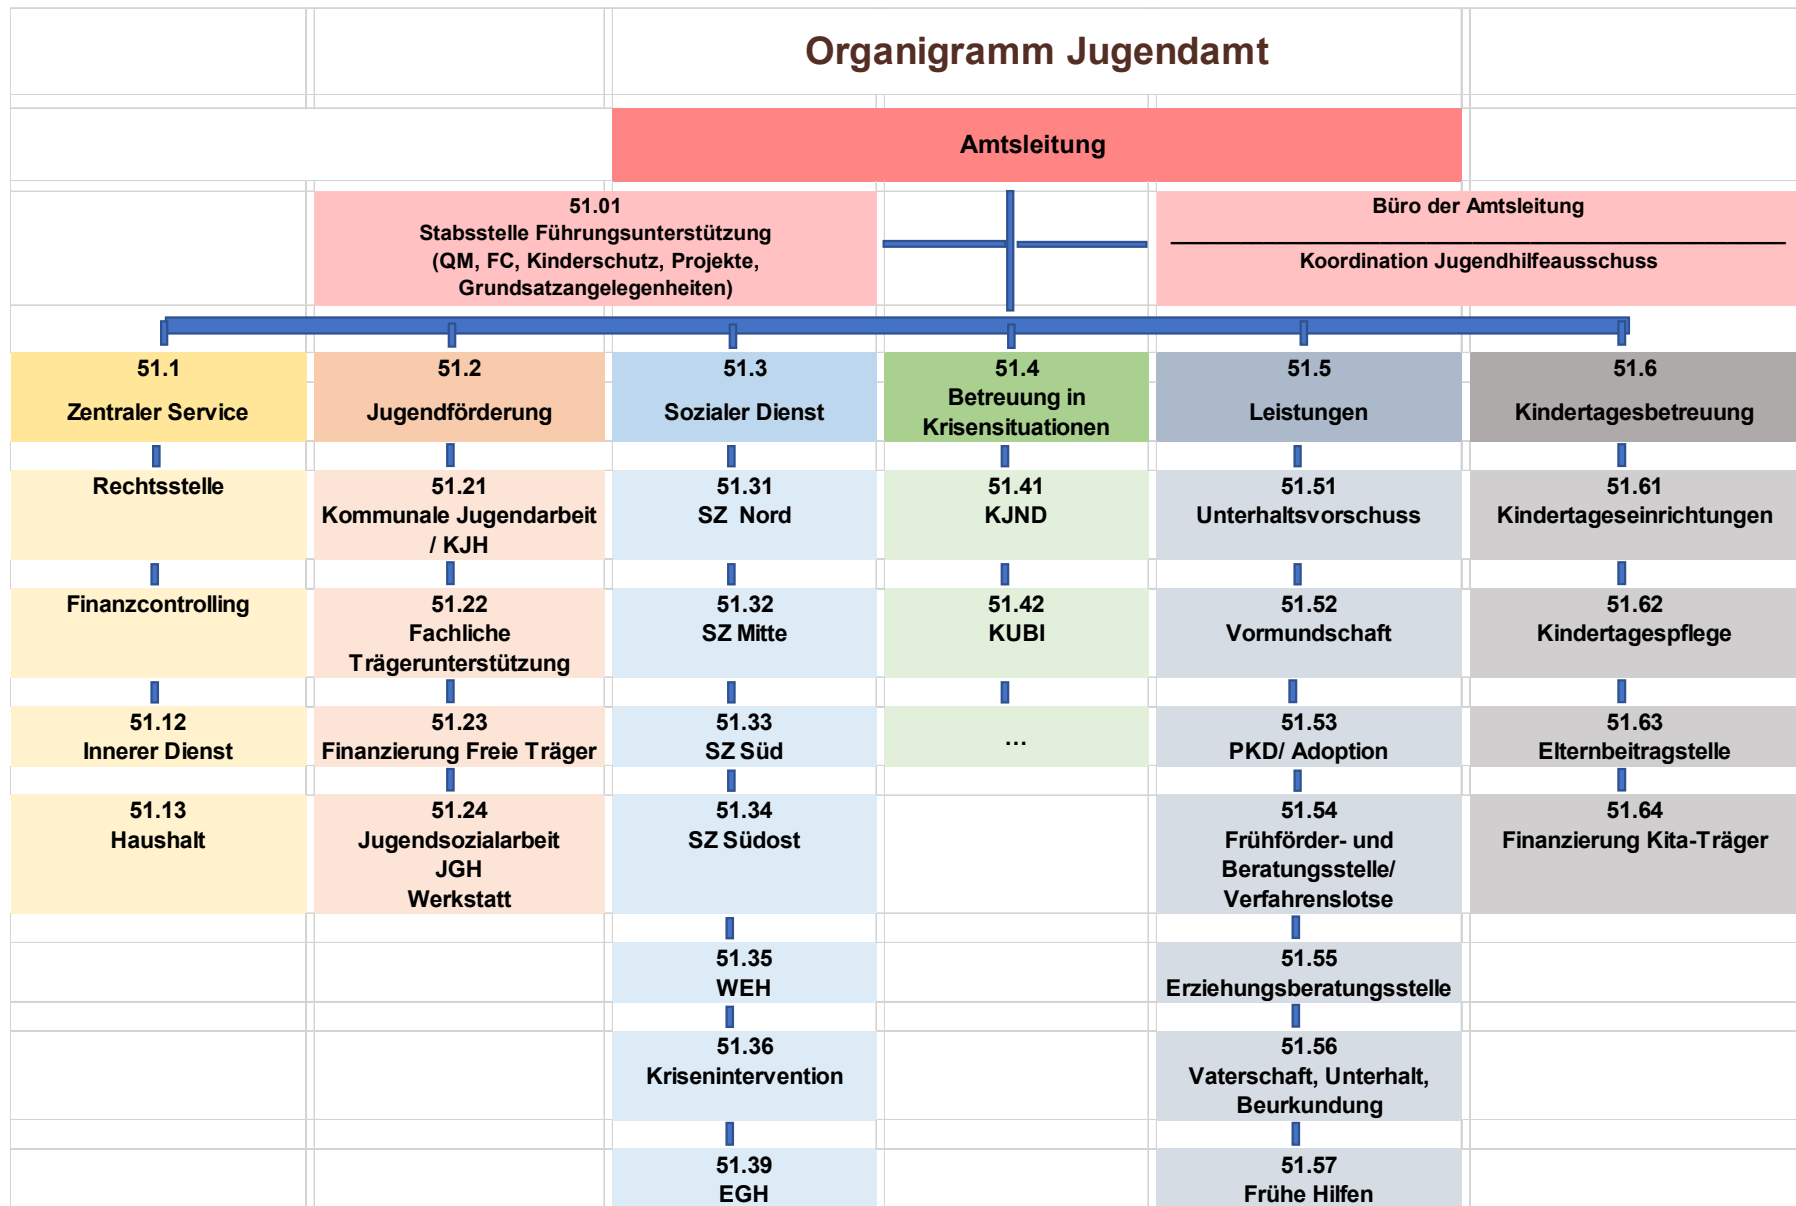 Organigramm Jugendamt
Amtsleitung
51.01
Stabsstelle Führungsunterstützung
(QM, FC, Kinderschutz, Projekte,
Grundsatzangelegenheiten)
Büro der Amtsleitung
Koordination Jugendhilfeausschuss
51.1
Zentraler Service
51.2
Jugendförderung
51.3
Sozialer Dienst
51.4
Betreuung in
Krisensituationen
51.5
Leistungen
51.6
Kindertagesbetreuung
Rechtsstelle
51.21
Kommunale Jugendarbeit
/ KJH
51.31
SZ Nord
51.41
KJND
51.51
Unterhaltsvorschuss
51.61
Kindertageseinrichtungen
Finanzcontrolling
51.22
Fachliche
Trägerunterstützung
51.32
SZ Mitte
51.42
KUBI
51.52
Vormundschaft
51.62
Kindertagespflege
51.12
Innerer Dienst
51.23
Finanzierung Freie Träger
51.33
SZ Süd
...
51.53
PKD/ Adoption
51.63
Elternbeitragstelle
51.13
Haushalt
51.24
Jugendsozialarbeit
JGH
Werkstatt
51.34
SZ Südost
51.54
Frühförder- und
Beratungsstelle/
Verfahrenslotse
51.64
Finanzierung Kita-Träger
51.35
WEH
51.55
Erziehungsberatungsstelle
51.36
Krisenintervention
51.56
Vaterschaft, Unterhalt,
Beurkundung
51.39
EGH
51.57
Frühe Hilfen